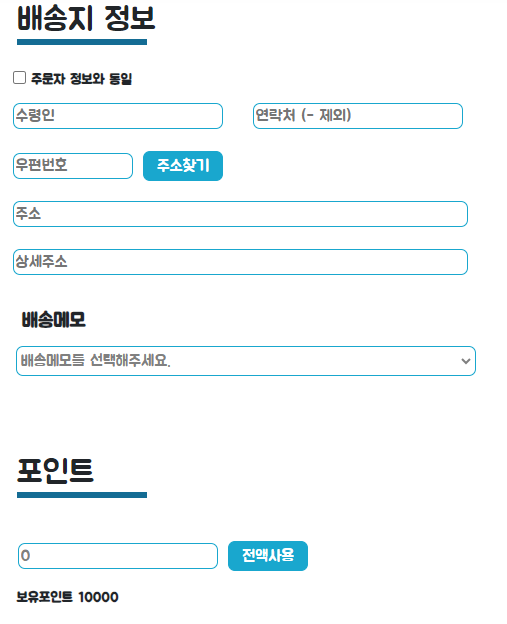 배송지 정보
주문자 정보와 동일
수령인 연락처 (- 제외)
우편번호 주소찾기
주소
상세주소
배송메모
배송메모를 선택해주세요.
포인트
0 전액사용
보유포인트 10000